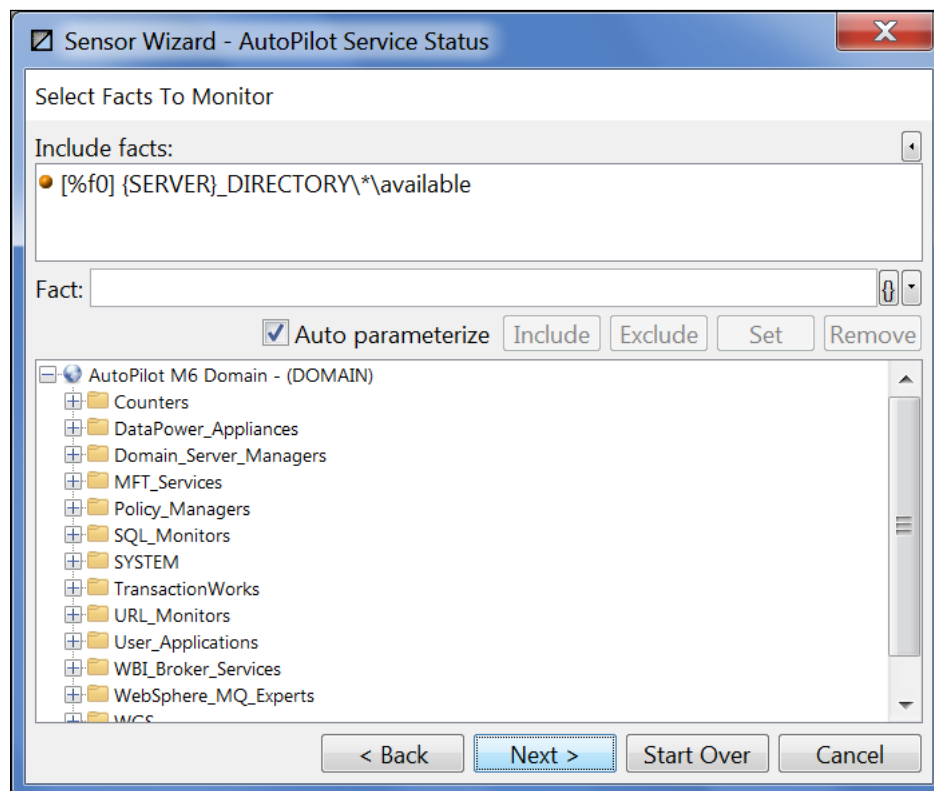 Sensor Wizard - AutoPilot Service Status
Select Facts To Monitor
Include facts:
[%f0] {SERVER}_DIRECTORY\*\available
Fact:
{}
Auto parameterize Include Exclude Set Remove
AutoPilot M6 Domain - (DOMAIN)
Counters
DataPower_Appliances
Domain_Server_Managers
MFT_Services
Policy_Managers
SQL_Monitors
SYSTEM
TransactionWorks
URL_Monitors
User_Applications
WBI_Broker_Services
WebSphere_MQ_Experts
< Back Next > Start Over Cancel